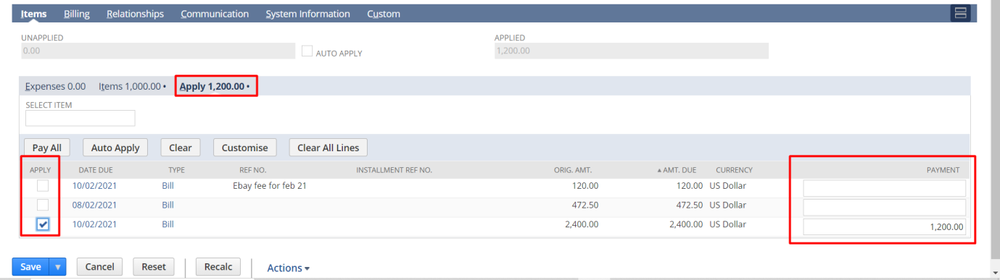 Items Billing Relationships Communication System Information Custom
UNAPPLIED APPLIED
0.00 AUTO APPLY 1,200.00
Expenses 0.00 Items 1,000.00 • Apply 1,200.00 •
SELECT ITEM
Pay All Auto Apply Clear Customise Clear All Lines
APPLY DATE DUE TYPE REF NO. INSTALLMENT REF NO. ORIG. AMT. ▲ AMT. DUE CURRENCY PAYMENT
10/02/2021 Bill Ebay fee for feb 21 120.00 120.00 US Dollar
08/02/2021 Bill 472.50 472.50 US Dollar
10/02/2021 Bill 2,400.00 2,400.00 US Dollar 1,200.00
Save Cancel Reset Recalc Actions